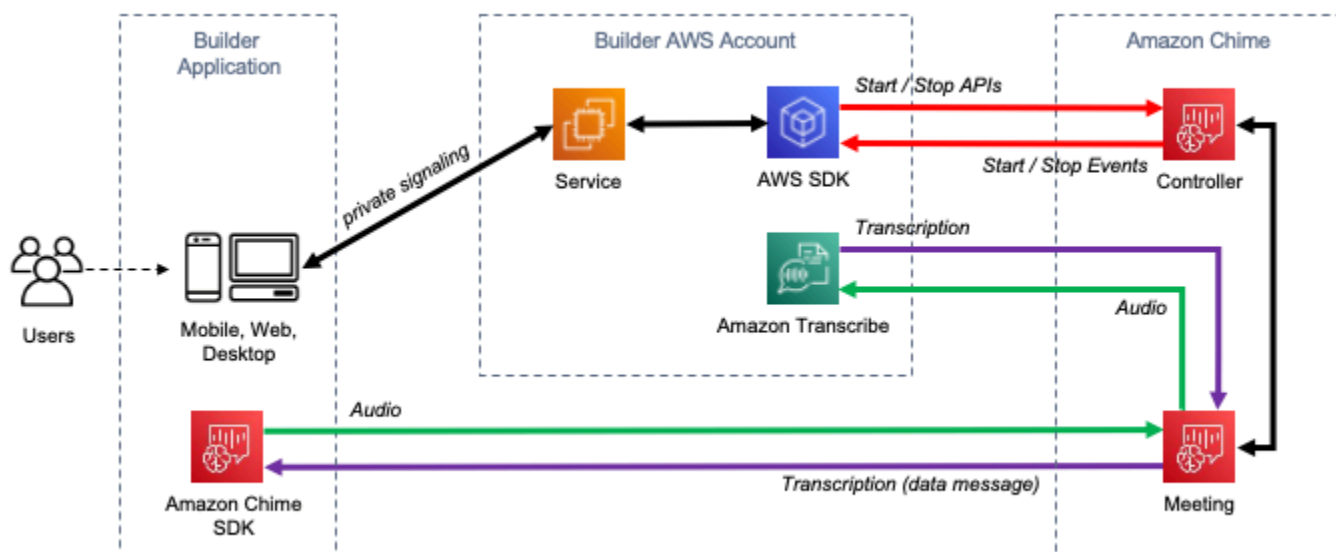 Builder
Application
Builder AWS Account
Amazon Chime
Start / Stop APIs
private signaling
Service
AWS SDK
Start / Stop Events
Controller
Transcription
Users
Mobile, Web,
Desktop
Amazon Transcribe
Audio
Audio
Amazon Chime
SDK
Transcription (data message)
Meeting